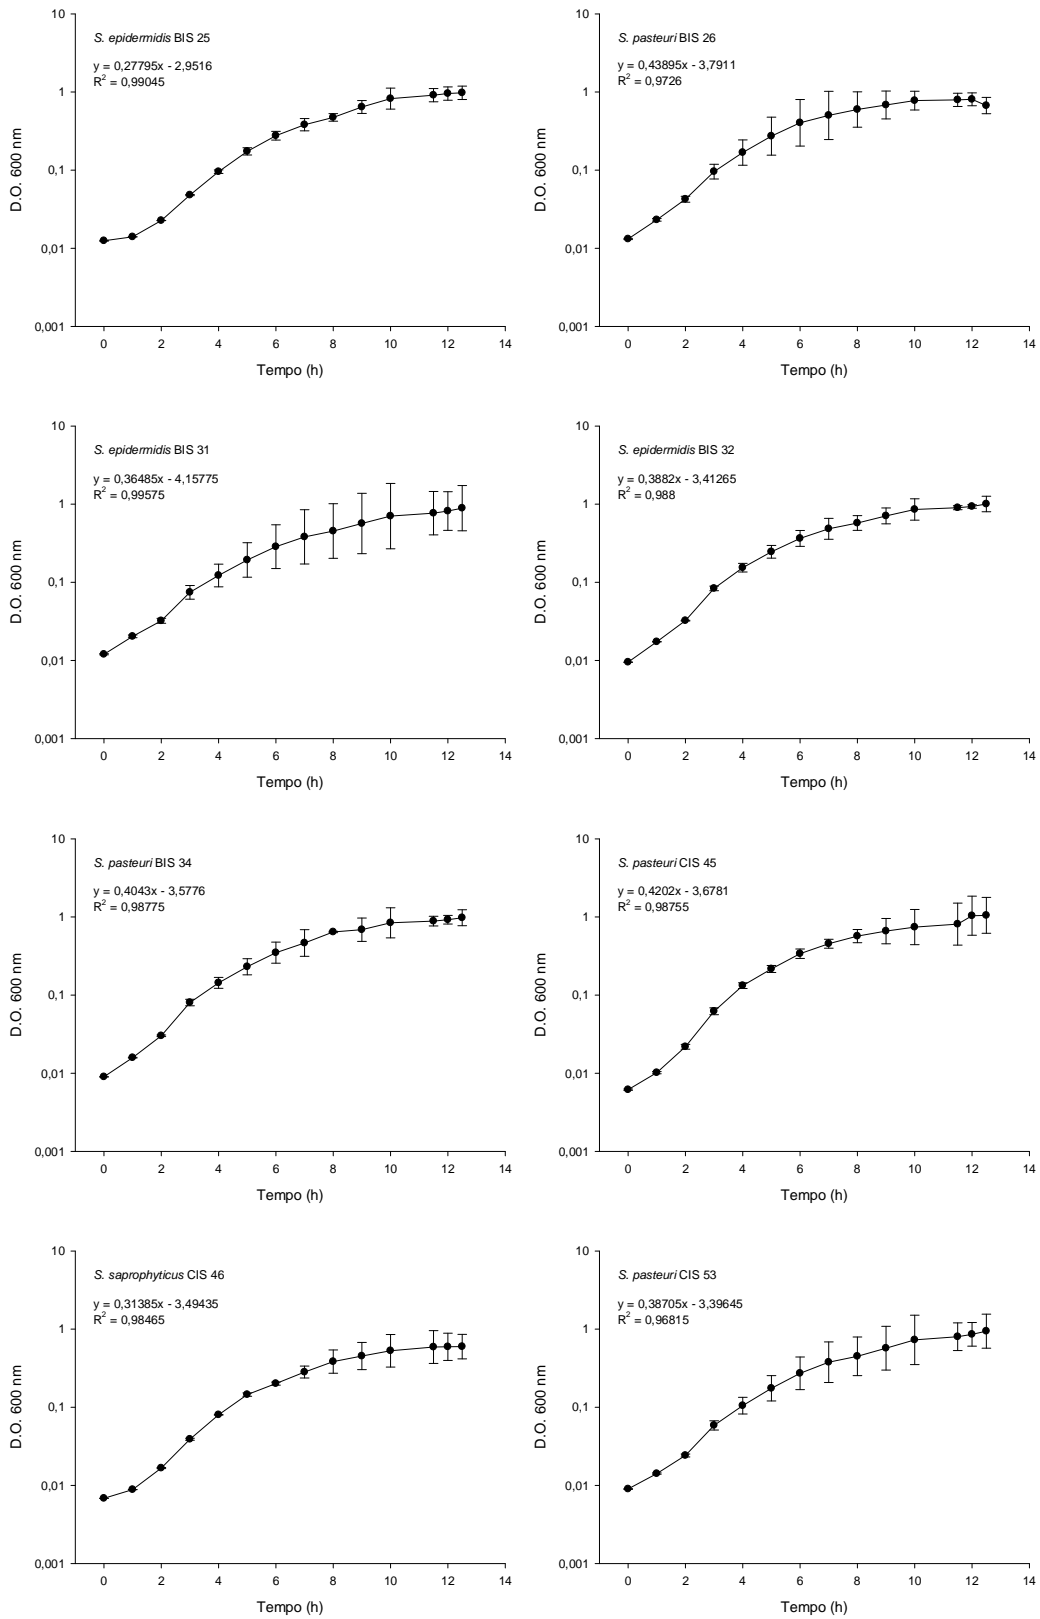 S. epidermidis BIS 25
y = 0,27795x - 2,9516
R² = 0,99045
10
1
0,1
0,01
0,001
D.O. 600 nm
0 2 4 6 8 10 12 14
Tempo (h)
S. pasteuri BIS 26
y = 0,43895x - 3,7911
R² = 0,9726
10
1
0,1
0,01
0,001
D.O. 600 nm
0 2 4 6 8 10 12 14
Tempo (h)
S. epidermidis BIS 31
y = 0,36485x - 4,15775
R² = 0,99575
10
1
0,1
0,01
0,001
D.O. 600 nm
0 2 4 6 8 10 12 14
Tempo (h)
S. epidermidis BIS 32
y = 0,3882x - 3,41265
R² = 0,988
10
1
0,1
0,01
0,001
D.O. 600 nm
0 2 4 6 8 10 12 14
Tempo (h)
S. pasteuri BIS 34
y = 0,4043x - 3,5776
R² = 0,98775
10
1
0,1
0,01
0,001
D.O. 600 nm
0 2 4 6 8 10 12 14
Tempo (h)
S. pasteuri CIS 45
y = 0,4202x - 3,6781
R² = 0,98755
10
1
0,1
0,01
0,001
D.O. 600 nm
0 2 4 6 8 10 12 14
Tempo (h)
S. saprophyticus CIS 46
y = 0,31385x - 3,49435
R² = 0,98465
10
1
0,1
0,01
0,001
D.O. 600 nm
0 2 4 6 8 10 12 14
Tempo (h)
S. pasteuri CIS 53
y = 0,38705x - 3,39645
R² = 0,96815
10
1
0,1
0,01
0,001
D.O. 600 nm
0 2 4 6 8 10 12 14
Tempo (h)